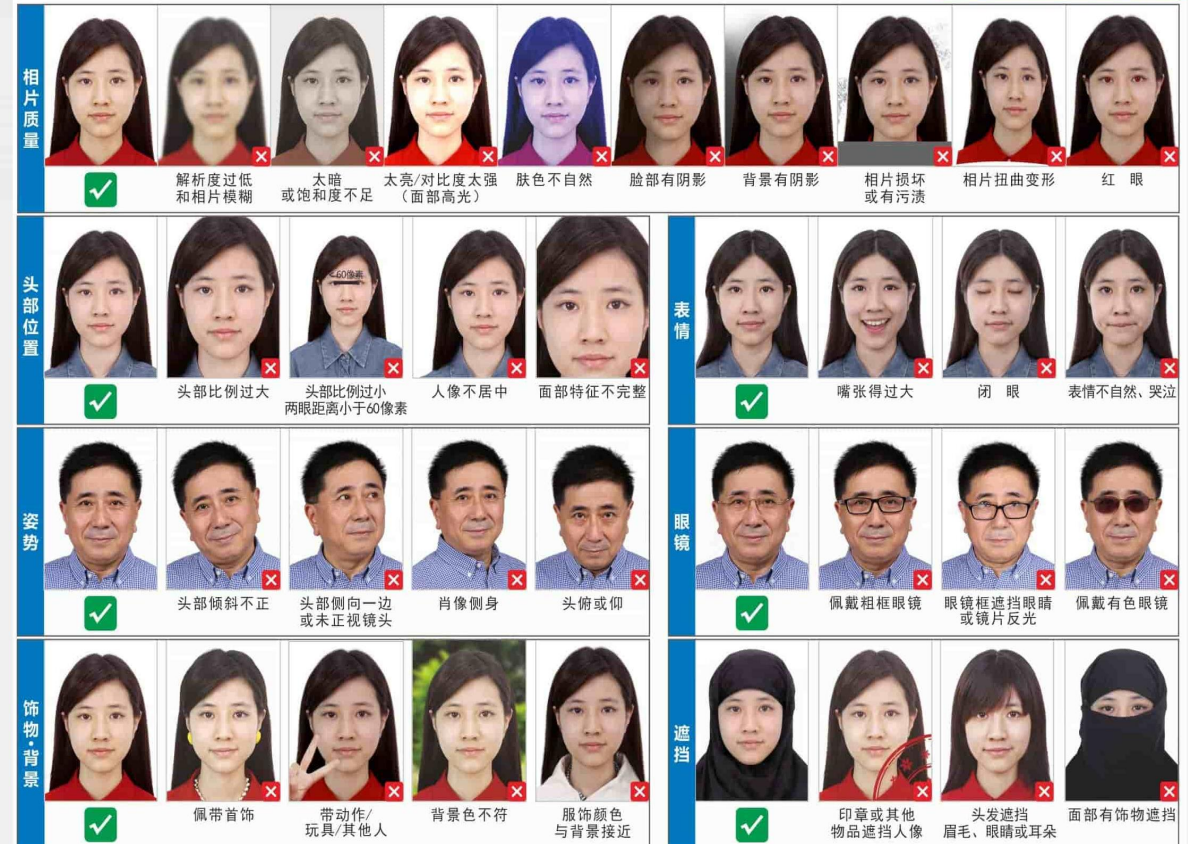 相片质量
解析度过低
和相片模糊
太暗
或饱和度不足
太亮/对比度太强
（面部高光）
肤色不自然
脸部有阴影
背景有阴影
相片损坏
或有污渍
相片扭曲变形
红 眼
头部位置
头部比例过大
<60像素
头部比例过小
两眼距离小于60像素
人像不居中
面部特征不完整
表情
嘴张得过大
闭 眼
表情不自然、哭泣
姿势
头部倾斜不正
头部侧向一边
或未正视镜头
肖像侧身
头俯或仰
眼镜
佩戴粗框眼镜
眼镜框遮挡眼睛
或镜片反光
佩戴有色眼镜
饰物·背景
佩带首饰
带动作/
玩具/其他人
背景色不符
服饰颜色
与背景接近
遮挡
印章或其他
物品遮挡人像
头发遮挡
眉毛、眼睛或耳朵
面部有饰物遮挡